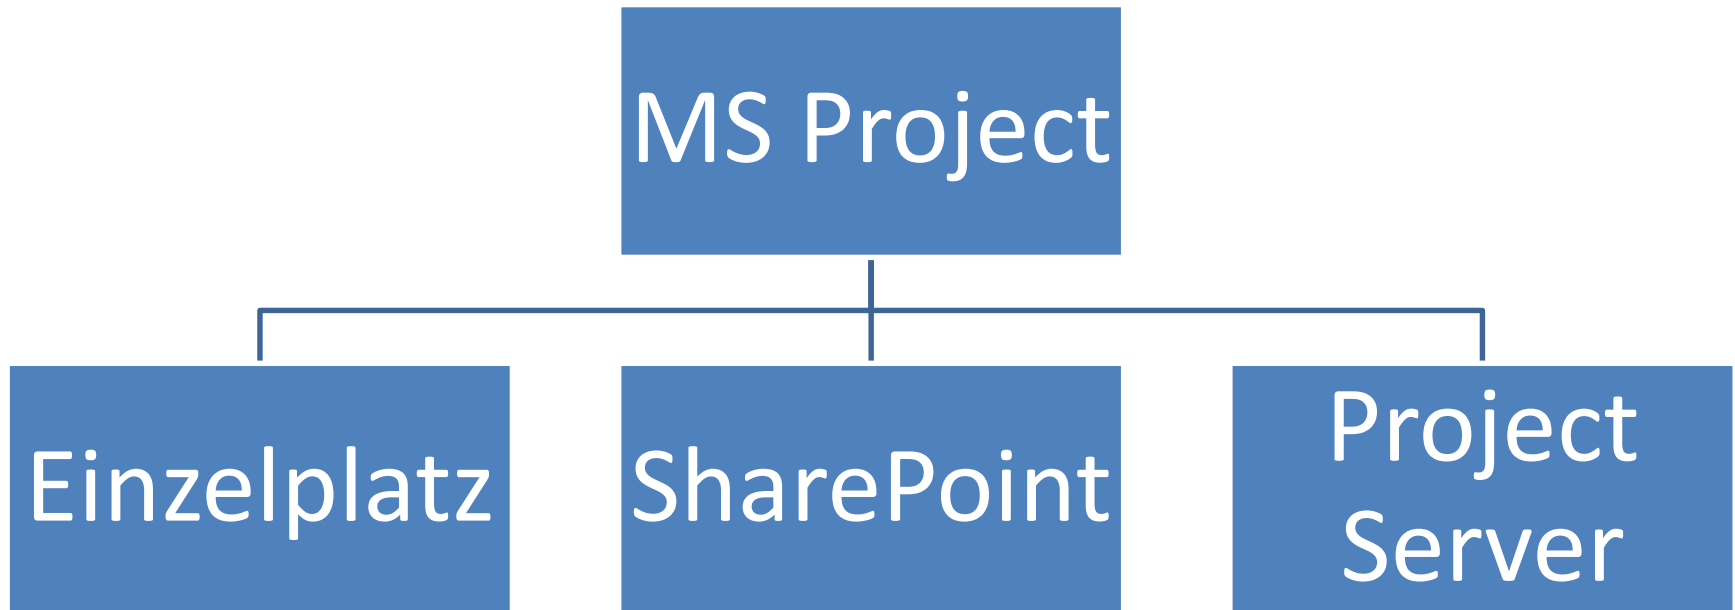 MS Project
Einzelplatz
SharePoint
Project
Server